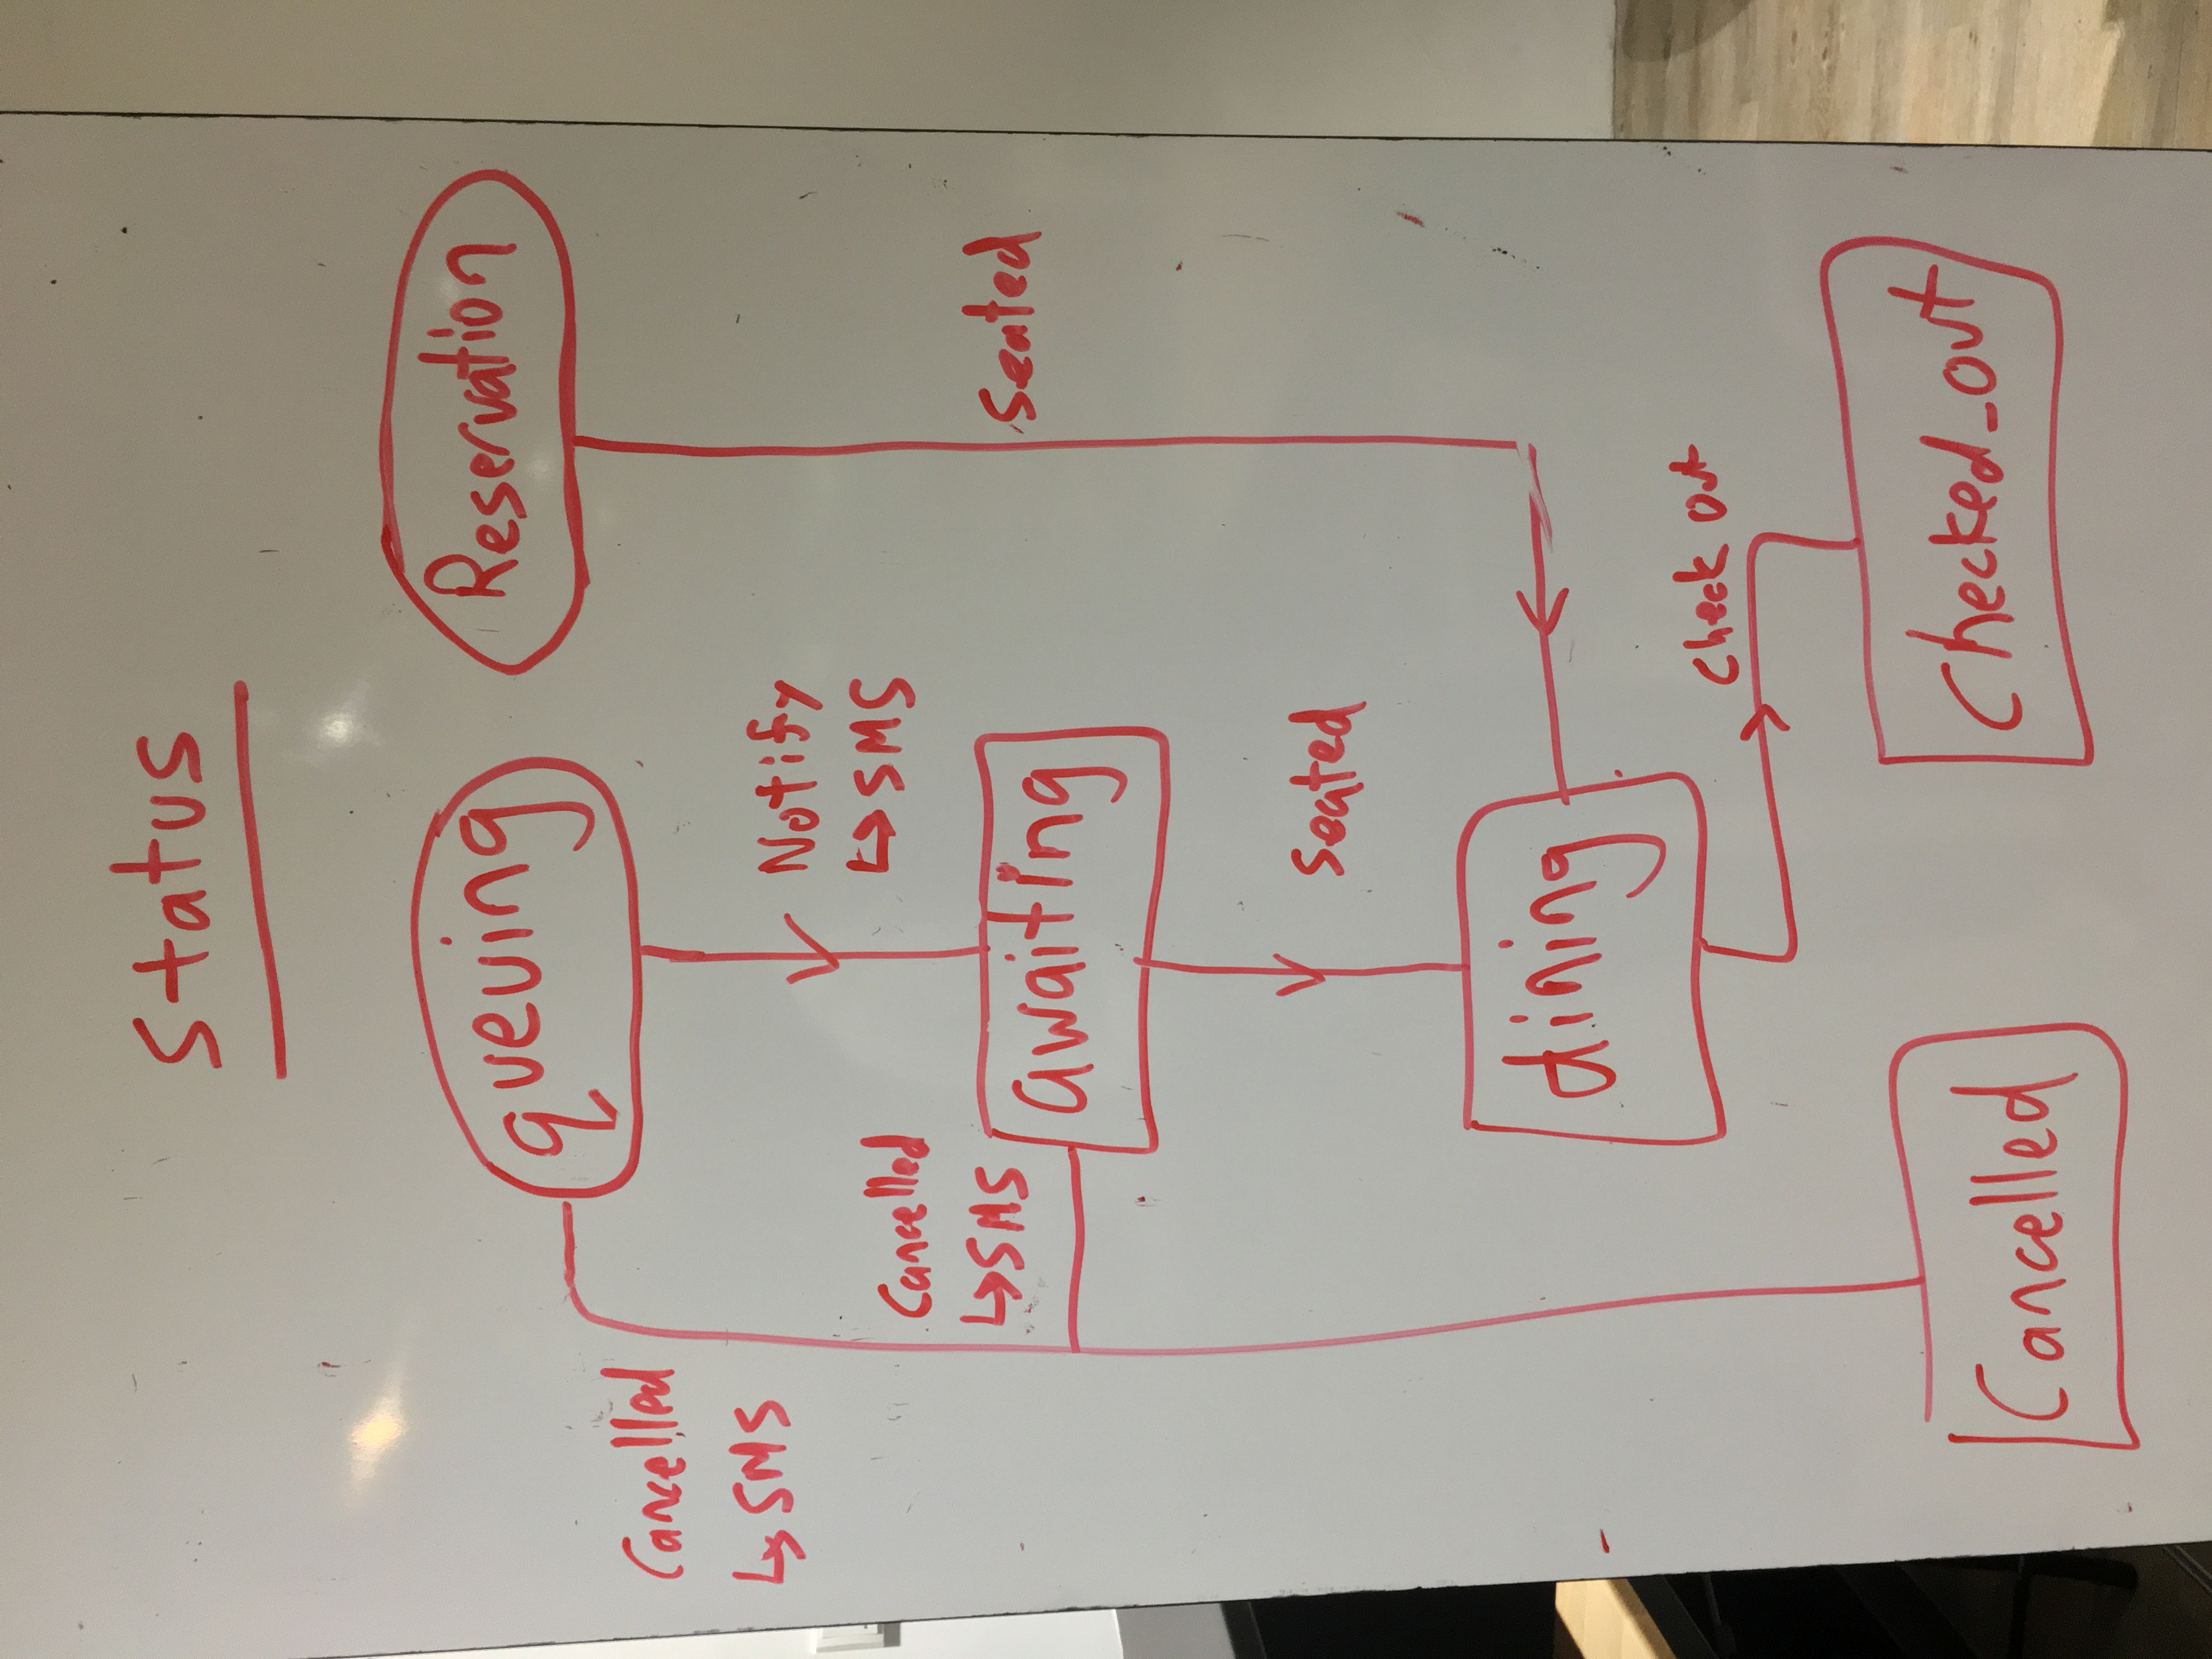 Status
queuing
Reservation
Cancelled
↳ SMS
Notify
↳ SMS
Cancelled
↳ SMS
awaiting
Seated
Seated
dining
Check out
Cancelled
Checked_out